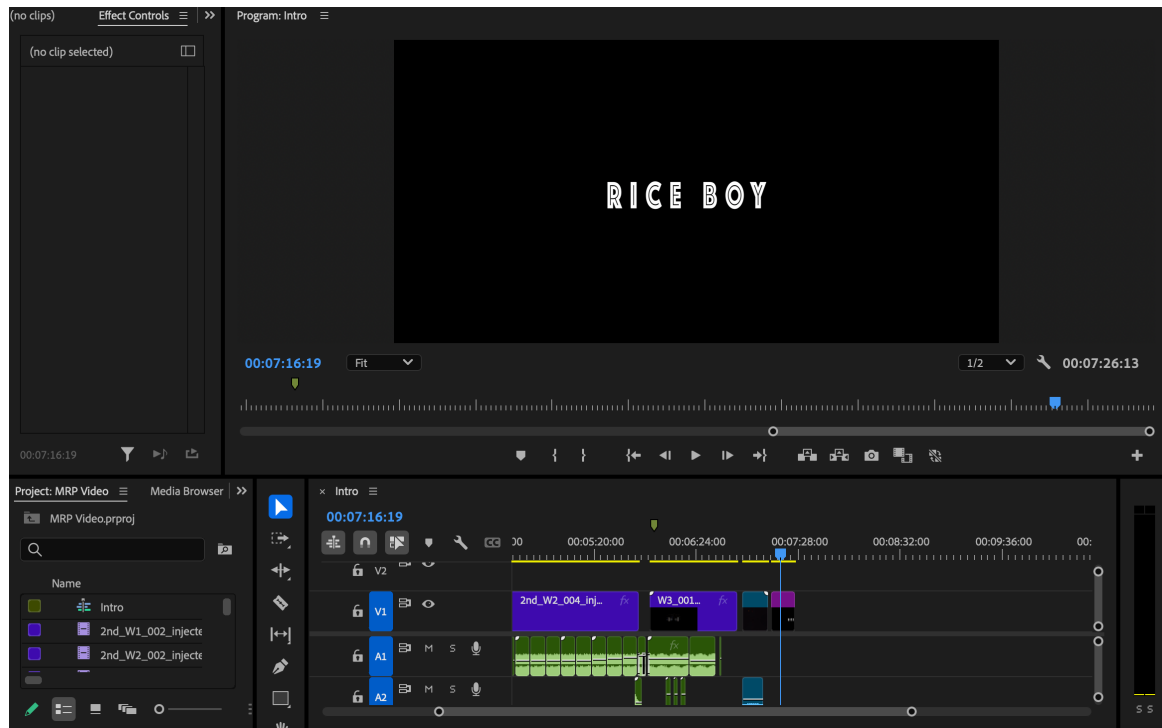 (no clips)
Effect Controls
Program: Intro
(no clip selected)
RICE BOY
00:07:16:19
Fit
1/2
00:07:26:13
00:07:16:19
Project: MRP Video
Media Browser
MRP Video.prproj
Name
Intro
2nd_W1_002_injecte
2nd_W2_002_injecte
Intro
00:07:16:19
00
00:05:20:00
00:06:24:00
00:07:28:00
00:08:32:00
00:09:36:00
00:
V2
V1
2nd_W2_004_inj...
fx
W3_001...
fx
A1
M
S
fx
A2
M
S
S S